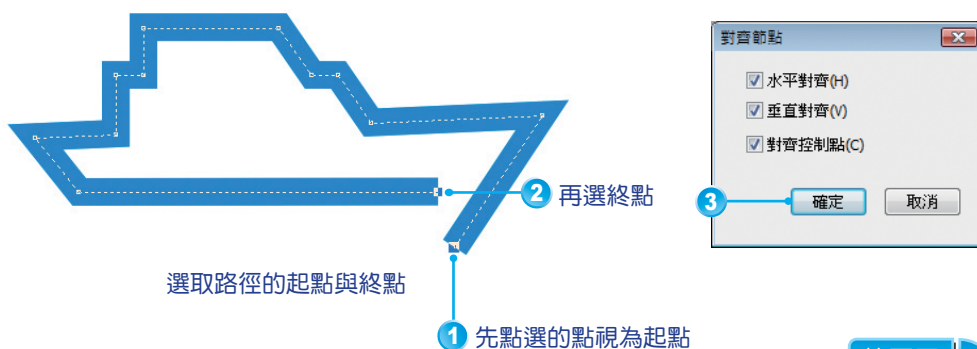 對齊節點
水平對齊(H)
垂直對齊(V)
對齊控制點(C)
2 再選終點
3
確定
取消
選取路徑的起點與終點
1 先點選的點視為起點